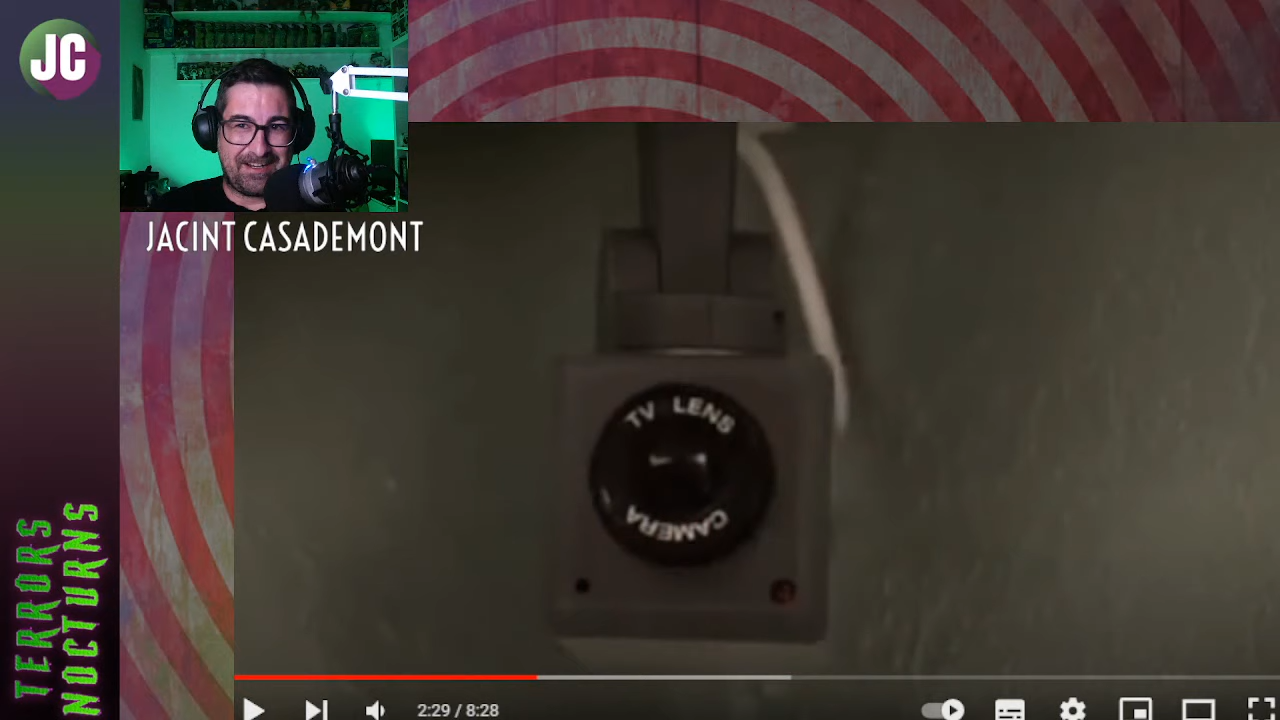 JC
JACINT CASADEMONT
TV LENS
CAMERA
TERRORS
NOCTURNS
2:29 / 8:28